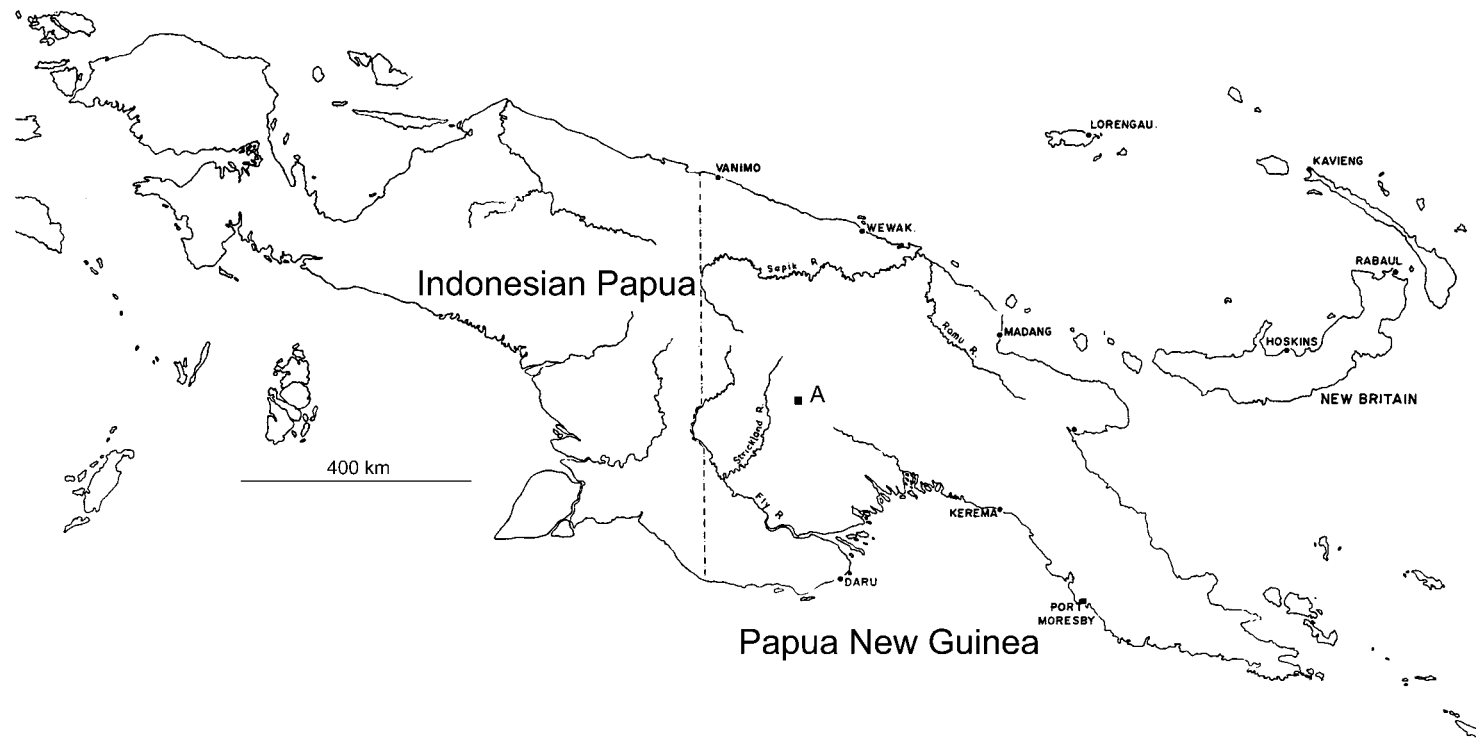 LORENGAU.
KAVIENG
VANIMO
WEWAK.
RABAUL
Sepik R
Indonesian Papua
MADANG
Ramu R.
HOSKINS
NEW BRITAIN
A
Strickland R.
400 km
Fly R
KEREMA
DARU
PORT
MORESBY
Papua New Guinea